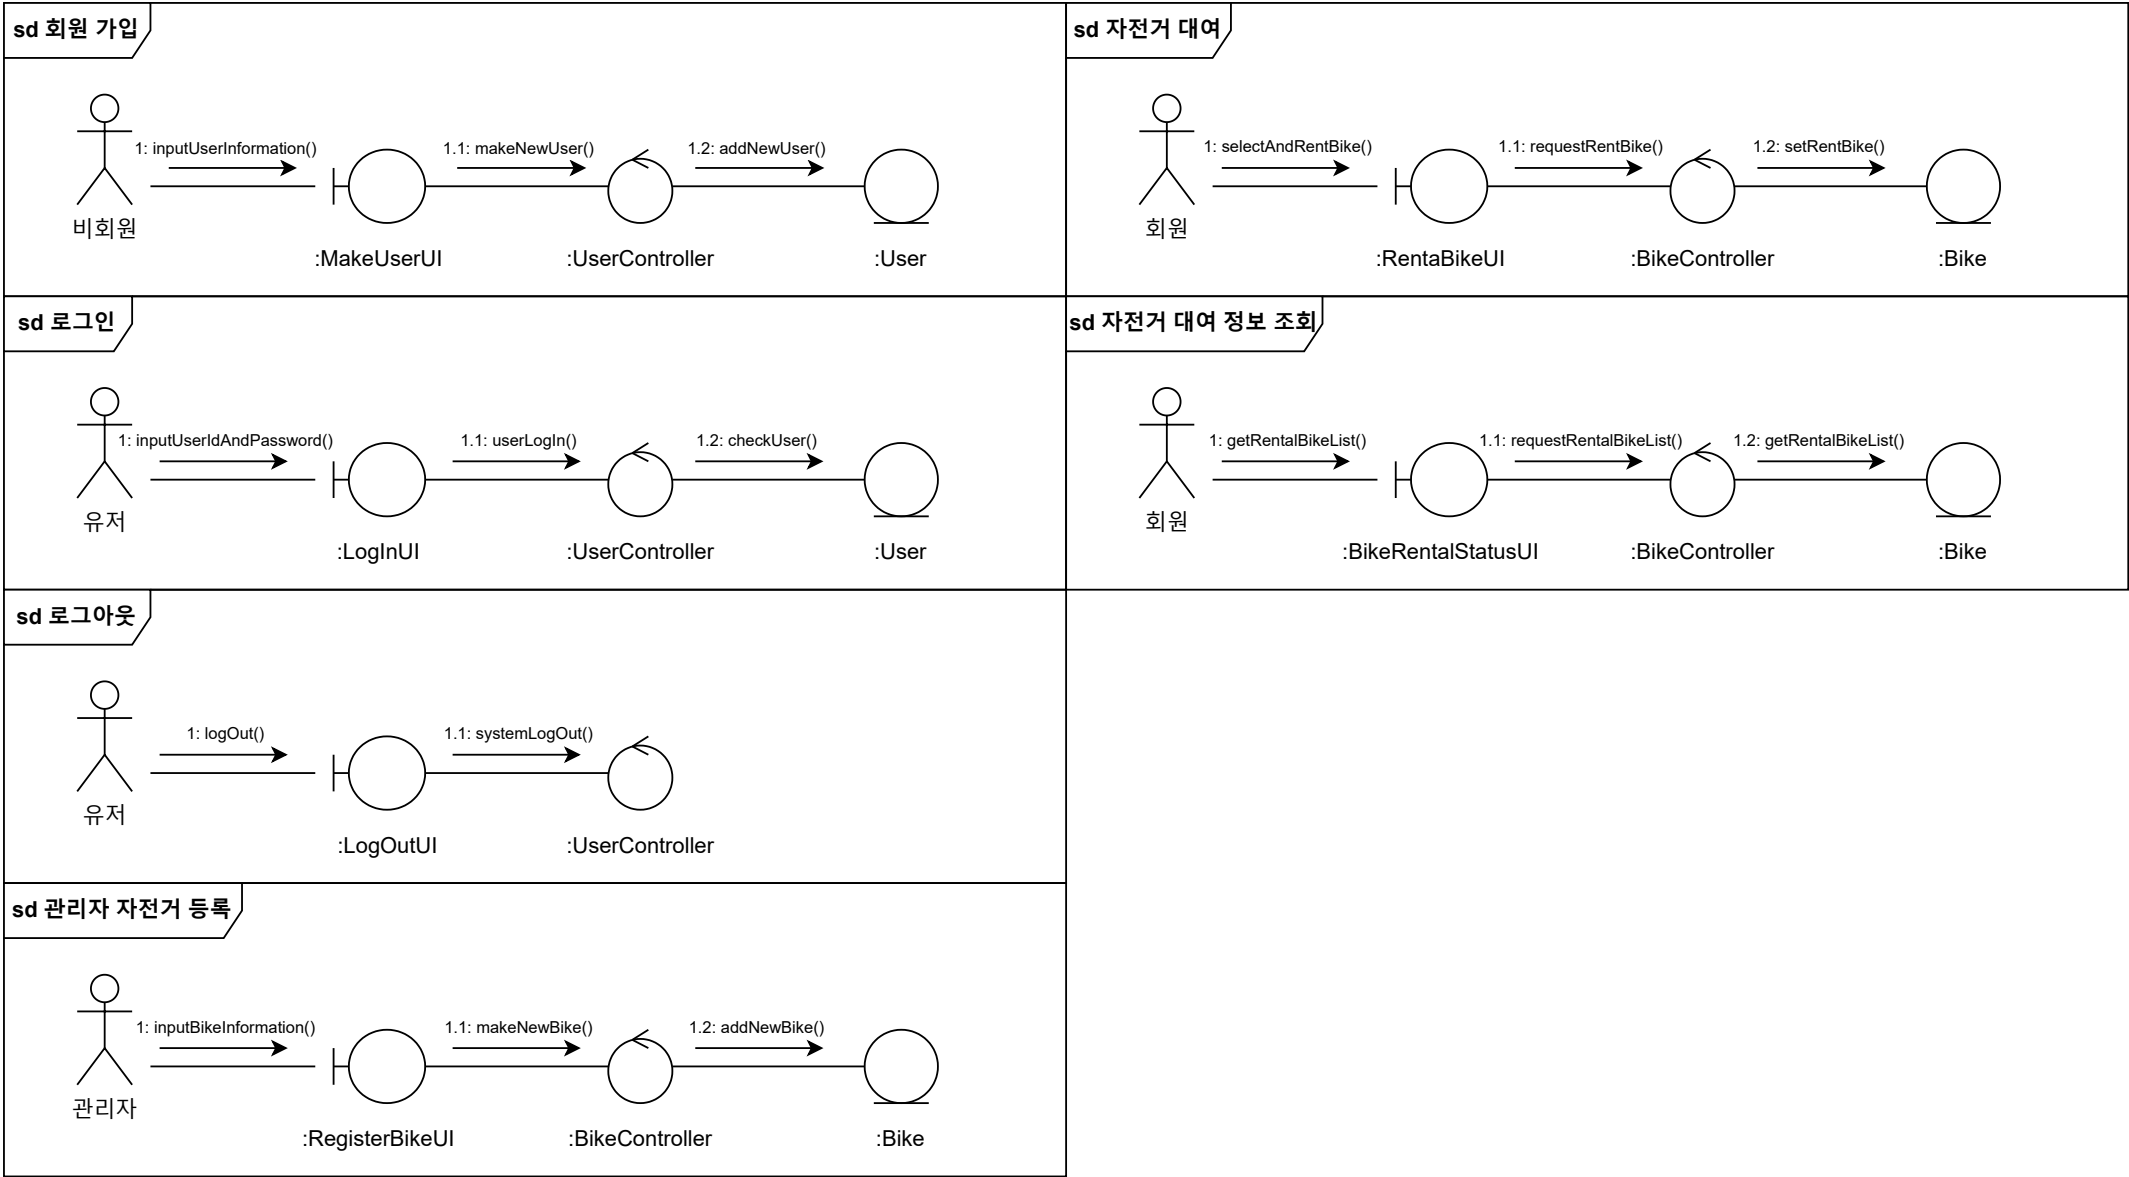 sd 회원 가입
1: inputUserInformation()
1.1: makeNewUser()
1.2: addNewUser()
비회원
:MakeUserUI
:UserController
:User
sd 로그인
1: inputUserIdAndPassword()
1.1: userLogIn()
1.2: checkUser()
유저
:LogInUI
:UserController
:User
sd 로그아웃
1: logOut()
1.1: systemLogOut()
유저
:LogOutUI
:UserController
sd 관리자 자전거 등록
1: inputBikeInformation()
1.1: makeNewBike()
1.2: addNewBike()
관리자
:RegisterBikeUI
:BikeController
:Bike
sd 자전거 대여
1: selectAndRentBike()
1.1: requestRentBike()
1.2: setRentBike()
회원
:RentaBikeUI
:BikeController
:Bike
sd 자전거 대여 정보 조회
1: getRentalBikeList()
1.1: requestRentalBikeList()
1.2: getRentalBikeList()
회원
:BikeRentalStatusUI
:BikeController
:Bike